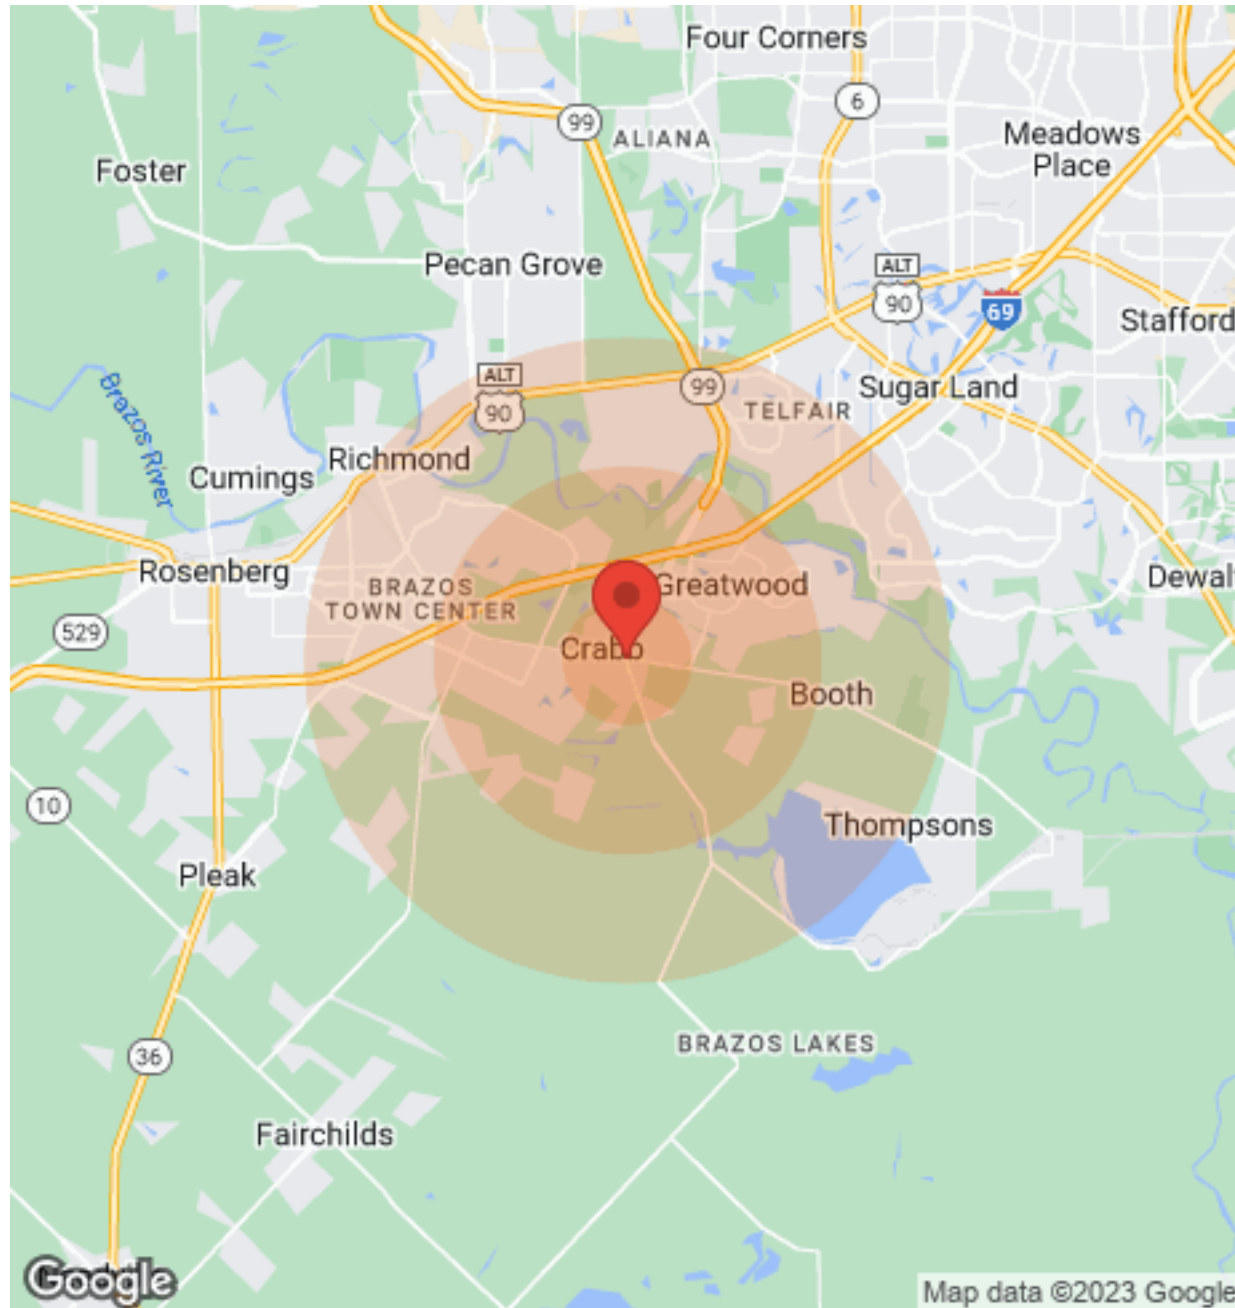 Four Corners
6
99
ALIANA
Meadows
Place
Foster
Pecan Grove
ALT
90
69
Stafford
ALT
90
99
Sugar Land
TELFAIR
Brazos River
Richmond
Cumings
Rosenberg
BRAZOS
TOWN CENTER
Greatwood
Dewalt
529
Crabb
Booth
10
Thompsons
Pleak
BRAZOS LAKES
36
Fairchilds
Google
Map data ©2023 Google